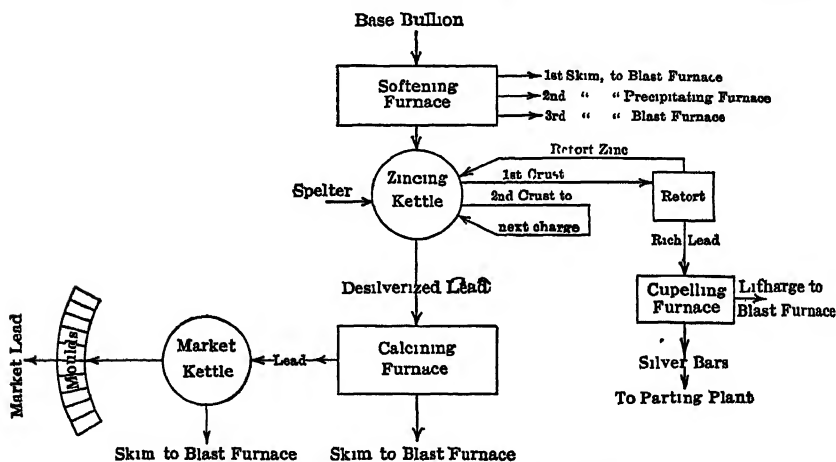 Base Bullion
Softening
Furnace
1st Skim, to Blast Furnace
2nd “ “ Precipitating Furnace
3rd “ “ Blast Furnace
Retort Zinc
Zincing
Kettle
1st Crust
Spelter
2nd Crust to
next charge
Retort
Rich Lead
Desilverized Lead
Cupelling
Furnace
Litharge to
Blast Furnace
Market Lead
Moulds
Market
Kettle
Lead
Calcining
Furnace
Silver Bars
To Parting Plant
Skim to Blast Furnace
Skim to Blast Furnace